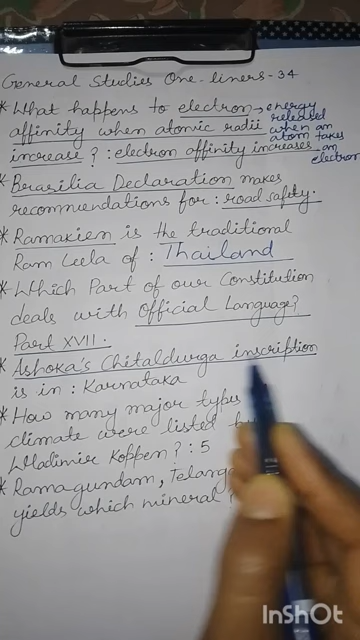 General Studies One-liners-34
* What happens to electron → energy
affinity when atomic radii released
when an
atom takes
increase? : electron affinity increases. an
electron
* Brasilia Declaration makes
recommendations for: road safety.
* Ramakien is the traditional
Ram Leela of : Thailand
* Which Part of our Constitution
deals with Official Language?
Part XVII.
* Ashoka's Chitaldurga inscription
is in : Karnataka
* How many major types
climate were listed
Wladimir Koppen? : 5
* Ramagundam,
yields which mineral?
InShOt